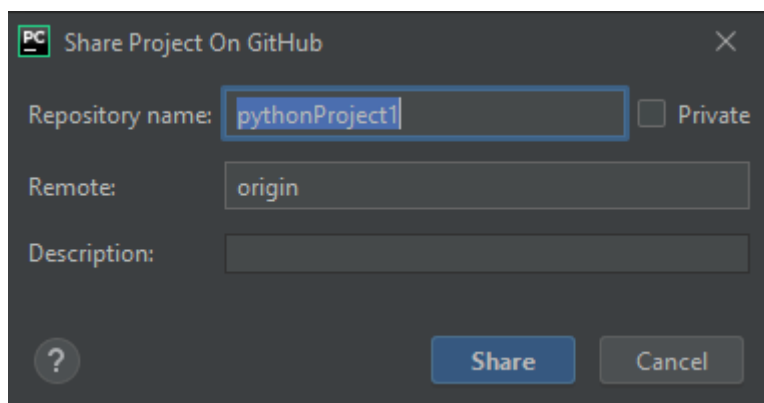 PC Share Project On GitHub
Repository name: pythonProject1 Private
Remote: origin
Description:
? Share Cancel